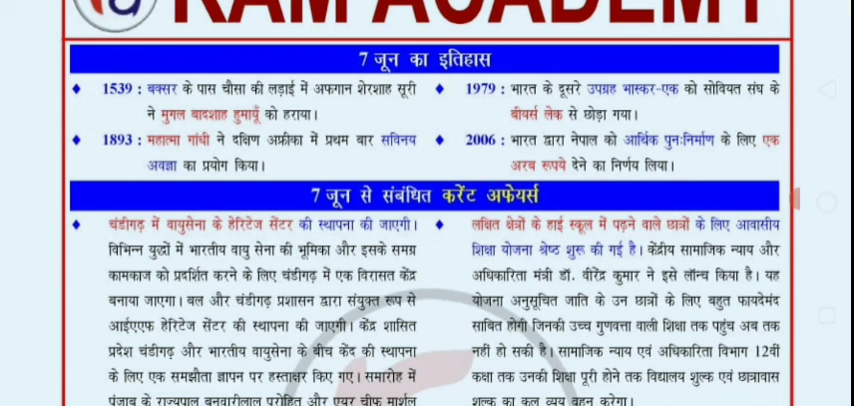 RAM ACADEMY
7 जून का इतिहास
♦ 1539 : बक्सर के पास चौसा की लड़ाई में अफगान शेरशाह सूरी
ने मुगल बादशाह हुमायूँ को हराया।
♦ 1893 : महात्मा गांधी ने दक्षिण अफ्रीका में प्रथम बार सविनय
अवज्ञा का प्रयोग किया।
♦ 1979 : भारत के दूसरे उपग्रह भास्कर-एक को सोवियत संघ के
बीयर्स लेक से छोड़ा गया।
♦ 2006 : भारत द्वारा नेपाल को आर्थिक पुनःनिर्माण के लिए एक
अरब रूपये देने का निर्णय लिया।
7 जून से संबंधित करेंट अफेयर्स
♦ चंडीगढ़ में वायुसेना के हेरिटेज सेंटर की स्थापना की जाएगी।
विभिन्न युद्धों में भारतीय वायु सेना की भूमिका और इसके समग्र
कामकाज को प्रदर्शित करने के लिए चंडीगढ़ में एक विरासत केंद्र
बनाया जाएगा। बल और चंडीगढ़ प्रशासन द्वारा संयुक्त रूप से
आईएएफ हेरिटेज सेंटर की स्थापना की जाएगी। केंद्र शासित
प्रदेश चंडीगढ़ और भारतीय वायुसेना के बीच केंद की स्थापना
के लिए एक समझौता ज्ञापन पर हस्ताक्षर किए गए। समारोह में
पंजाब के राज्यपाल बनवारीलाल पुरोहित और एयर चीफ मार्शल
♦ लक्षित क्षेत्रों के हाई स्कूल में पढ़ने वाले छात्रों के लिए आवासीय
शिक्षा योजना श्रेष्ठ शुरू की गई है। केंद्रीय सामाजिक न्याय और
अधिकारिता मंत्री डॉ. वीरेंद्र कुमार ने इसे लॉन्च किया है। यह
योजना अनुसूचित जाति के उन छात्रों के लिए बहुत फायदेमंद
साबित होगी जिनकी उच्च गुणवत्ता वाली शिक्षा तक पहुंच अब तक
नहीं हो सकी है। सामाजिक न्याय एवं अधिकारिता विभाग 12वीं
कक्षा तक उनकी शिक्षा पूरी होने तक विद्यालय शुल्क एवं छात्रावास
शुल्क का कुल व्यय वहन करेगा।